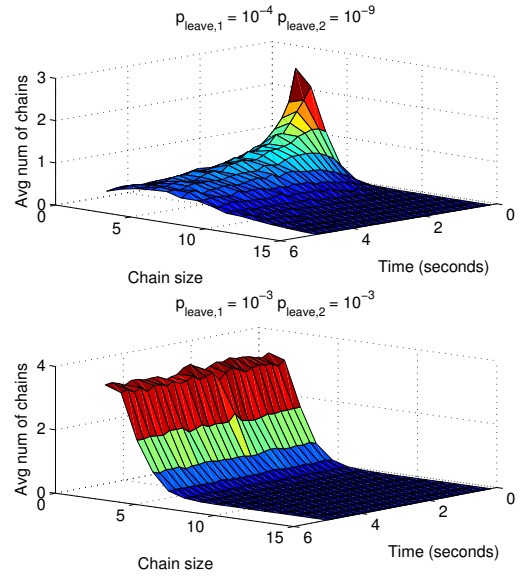 p_leave,1 = 10^-4 p_leave,2 = 10^-9
3
2
1
0
Avg num of chains
0
5
10
15
6
4
2
0
Chain size
Time (seconds)
p_leave,1 = 10^-3 p_leave,2 = 10^-3
4
2
0
Avg num of chains
0
5
10
15
6
4
2
0
Chain size
Time (seconds)